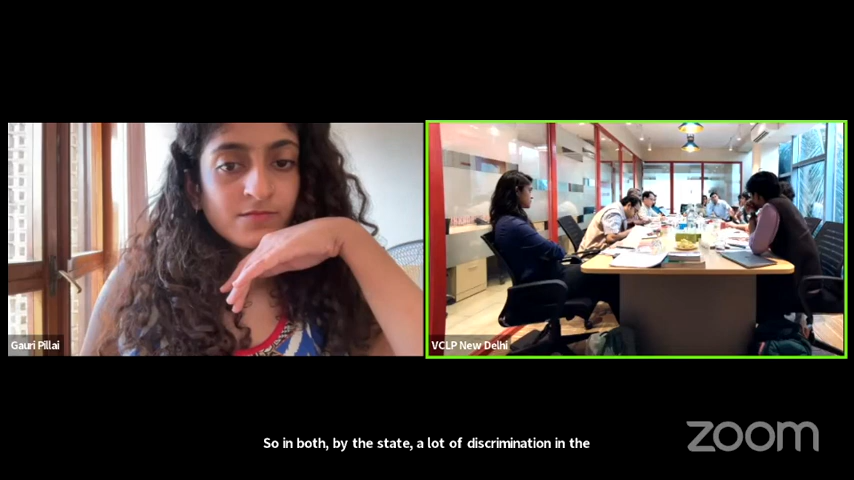 Gauri Pillai
VCLP New Delhi
So in both, by the state, a lot of discrimination in the
zoom